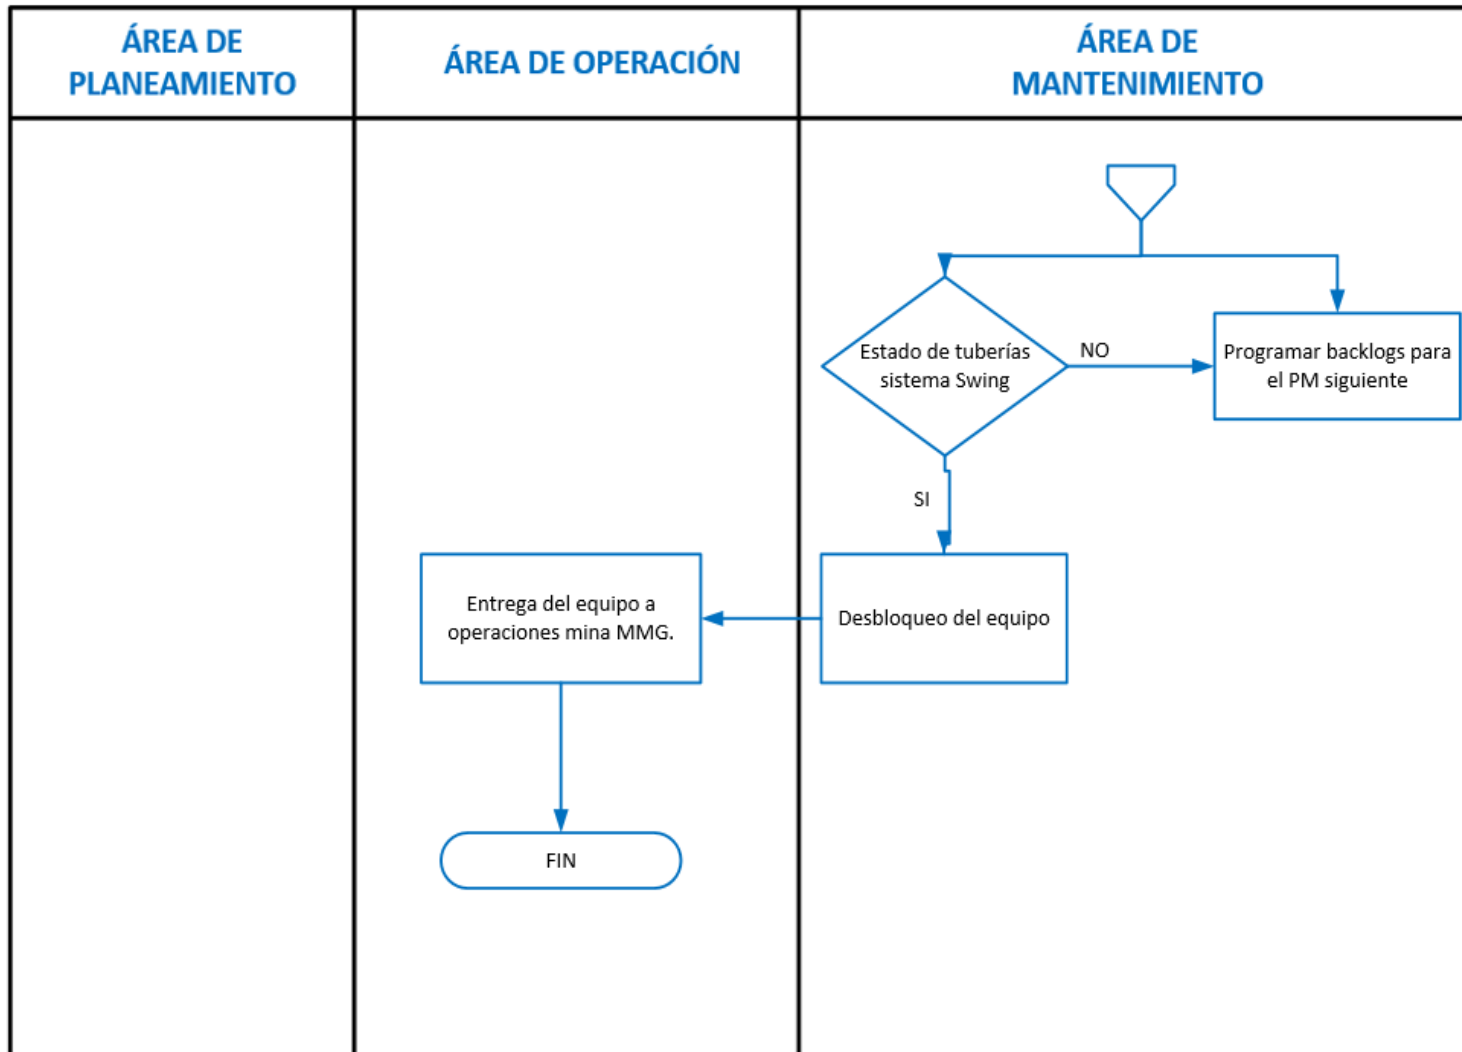 ÁREA DE
PLANEAMIENTO
ÁREA DE OPERACIÓN
ÁREA DE
MANTENIMIENTO
Estado de tuberías
sistema Swing
NO
Programar backlogs para
el PM siguiente
SI
Entrega del equipo a
operaciones mina MMG.
Desbloqueo del equipo
FIN